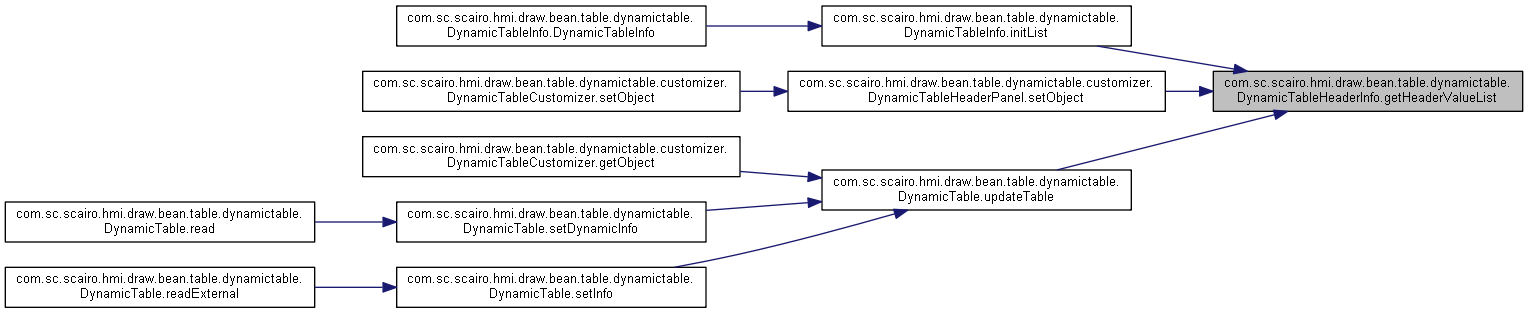 com.sc.scairo.hmi.draw.bean.table.dynamictable.
DynamicTableInfo.DynamicTableInfo
com.sc.scairo.hmi.draw.bean.table.dynamictable.
DynamicTableInfo.initList
com.sc.scairo.hmi.draw.bean.table.dynamictable.customizer.
DynamicTableCustomizer.setObject
com.sc.scairo.hmi.draw.bean.table.dynamictable.customizer.
DynamicTableHeaderPanel.setObject
com.sc.scairo.hmi.draw.bean.table.dynamictable.
DynamicTableHeaderInfo.getHeaderValueList
com.sc.scairo.hmi.draw.bean.table.dynamictable.customizer.
DynamicTableCustomizer.getObject
com.sc.scairo.hmi.draw.bean.table.dynamictable.
DynamicTable.updateTable
com.sc.scairo.hmi.draw.bean.table.dynamictable.
DynamicTable.read
com.sc.scairo.hmi.draw.bean.table.dynamictable.
DynamicTable.setDynamicInfo
com.sc.scairo.hmi.draw.bean.table.dynamictable.
DynamicTable.readExternal
com.sc.scairo.hmi.draw.bean.table.dynamictable.
DynamicTable.setInfo